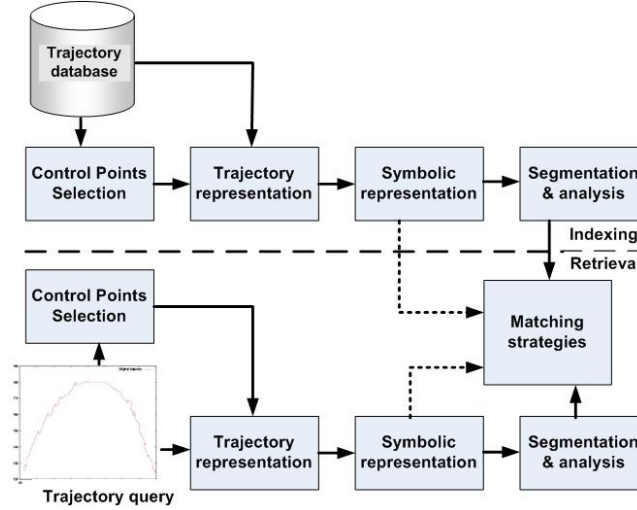 Trajectory
database
Control Points
Selection
Trajectory
representation
Symbolic
representation
Segmentation
& analysis
Indexing
Retrieva
Control Points
Selection
Matching
strategies
Trajectory
representation
Symbolic
representation
Segmentation
& analysis
Trajectory query